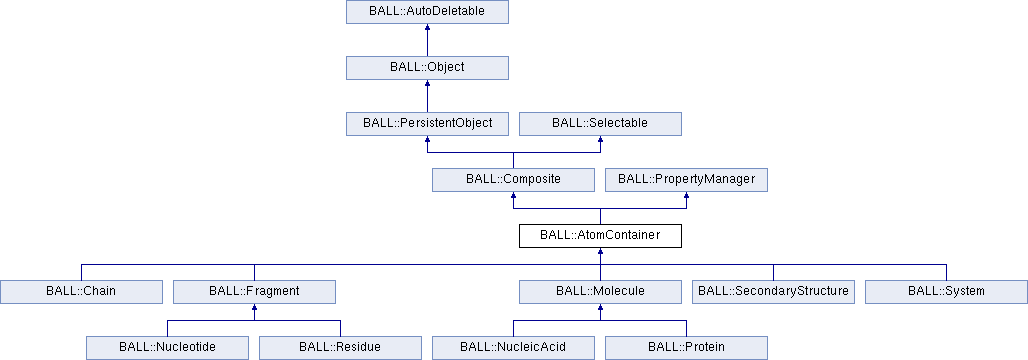 BALL::AutoDeletable
BALL::Object
BALL::PersistentObject
BALL::Selectable
BALL::Composite
BALL::PropertyManager
BALL::AtomContainer
BALL::Chain
BALL::Fragment
BALL::Molecule
BALL::SecondaryStructure
BALL::System
BALL::Nucleotide
BALL::Residue
BALL::NucleicAcid
BALL::Protein